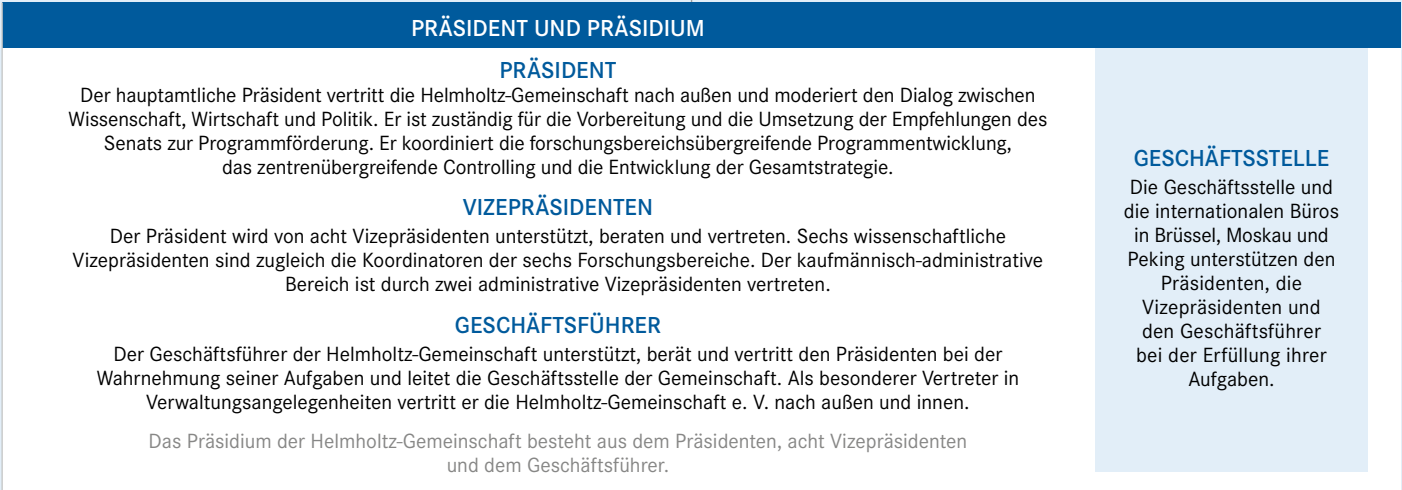 PRÄSIDENT UND PRÄSIDIUM
PRÄSIDENT
Der hauptamtliche Präsident vertritt die Helmholtz-Gemeinschaft nach außen und moderiert den Dialog zwischen
Wissenschaft, Wirtschaft und Politik. Er ist zuständig für die Vorbereitung und die Umsetzung der Empfehlungen des
Senats zur Programmförderung. Er koordiniert die forschungsbereichsübergreifende Programmentwicklung,
das zentrenübergreifende Controlling und die Entwicklung der Gesamtstrategie.
VIZEPRÄSIDENTEN
Der Präsident wird von acht Vizepräsidenten unterstützt, beraten und vertreten. Sechs wissenschaftliche
Vizepräsidenten sind zugleich die Koordinatoren der sechs Forschungsbereiche. Der kaufmännisch-administrative
Bereich ist durch zwei administrative Vizepräsidenten vertreten.
GESCHÄFTSFÜHRER
Der Geschäftsführer der Helmholtz-Gemeinschaft unterstützt, berät und vertritt den Präsidenten bei der
Wahrnehmung seiner Aufgaben und leitet die Geschäftsstelle der Gemeinschaft. Als besonderer Vertreter in
Verwaltungsangelegenheiten vertritt er die Helmholtz-Gemeinschaft e. V. nach außen und innen.
Das Präsidium der Helmholtz-Gemeinschaft besteht aus dem Präsidenten, acht Vizepräsidenten
und dem Geschäftsführer.
GESCHÄFTSSTELLE
Die Geschäftsstelle und
die internationalen Büros
in Brüssel, Moskau und
Peking unterstützen den
Präsidenten, die
Vizepräsidenten und
den Geschäftsführer
bei der Erfüllung ihrer
Aufgaben.